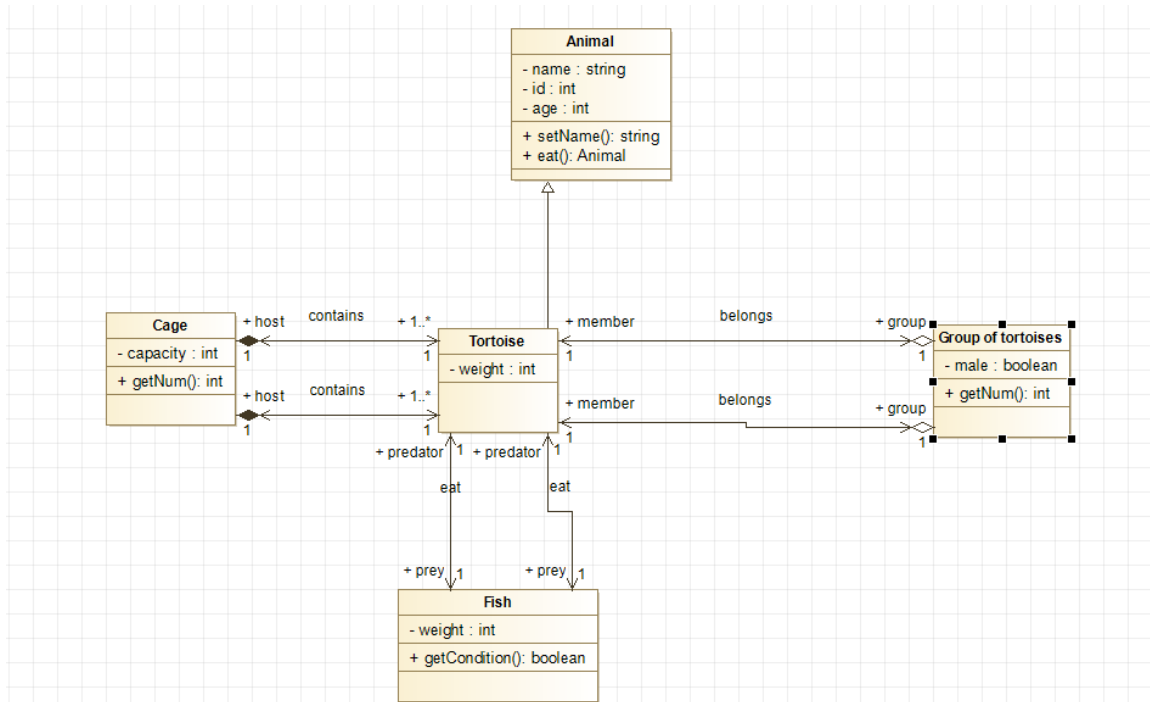 Animal
- name : string
- id : int
- age : int
+ setName(): string
+ eat(): Animal
Cage
- capacity : int
+ getNum(): int
+ host
contains
+ 1..*
1
1
+ host
contains
+ 1..*
1
1
Tortoise
- weight : int
+ member
belongs
+ group
1
1
+ member
belongs
+ group
1
1
Group of tortoises
- male : boolean
+ getNum(): int
+ predator
1
+ predator
1
eat
eat
+ prey
1
+ prey
1
Fish
- weight : int
+ getCondition(): boolean